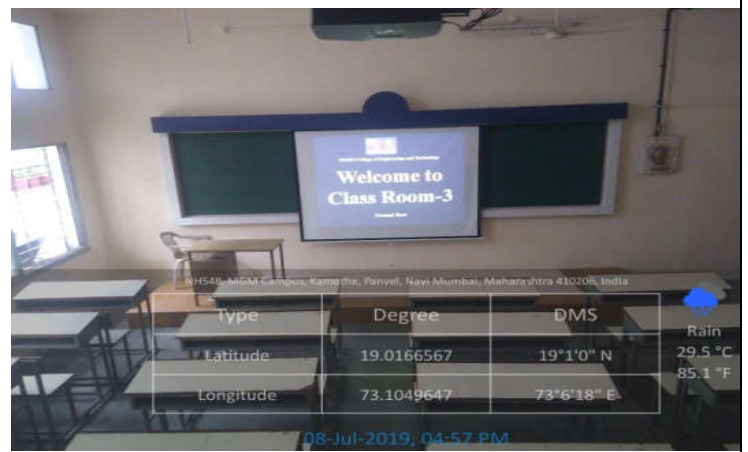 Welcome to
Class Room-3
NH548, MGM Campus, Kamothe, Panvel, Navi Mumbai, Maharashtra 410206, India
Type Degree DMS
Latitude 19.0166567 19°1'0" N
Longitude 73.1049647 73°6'18" E
Rain
29.5 °C
85.1 °F
08-Jul-2019, 04:57 PM